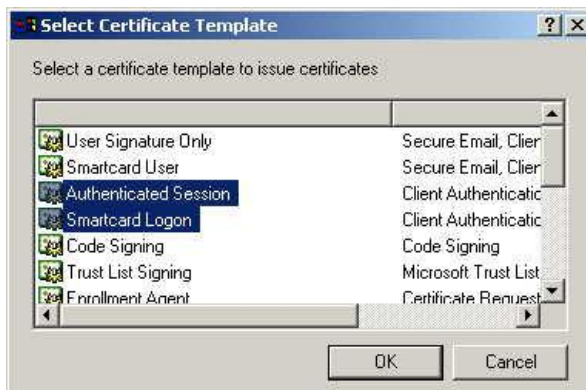 Select Certificate Template
Select a certificate template to issue certificates
User Signature Only Secure Email, Clien
Smartcard User Secure Email, Clien
Authenticated Session Client Authenticatic
Smartcard Logon Client Authenticatic
Code Signing Code Signing
Trust List Signing Microsoft Trust List
Enrollment Agent Certificate Request
OK Cancel